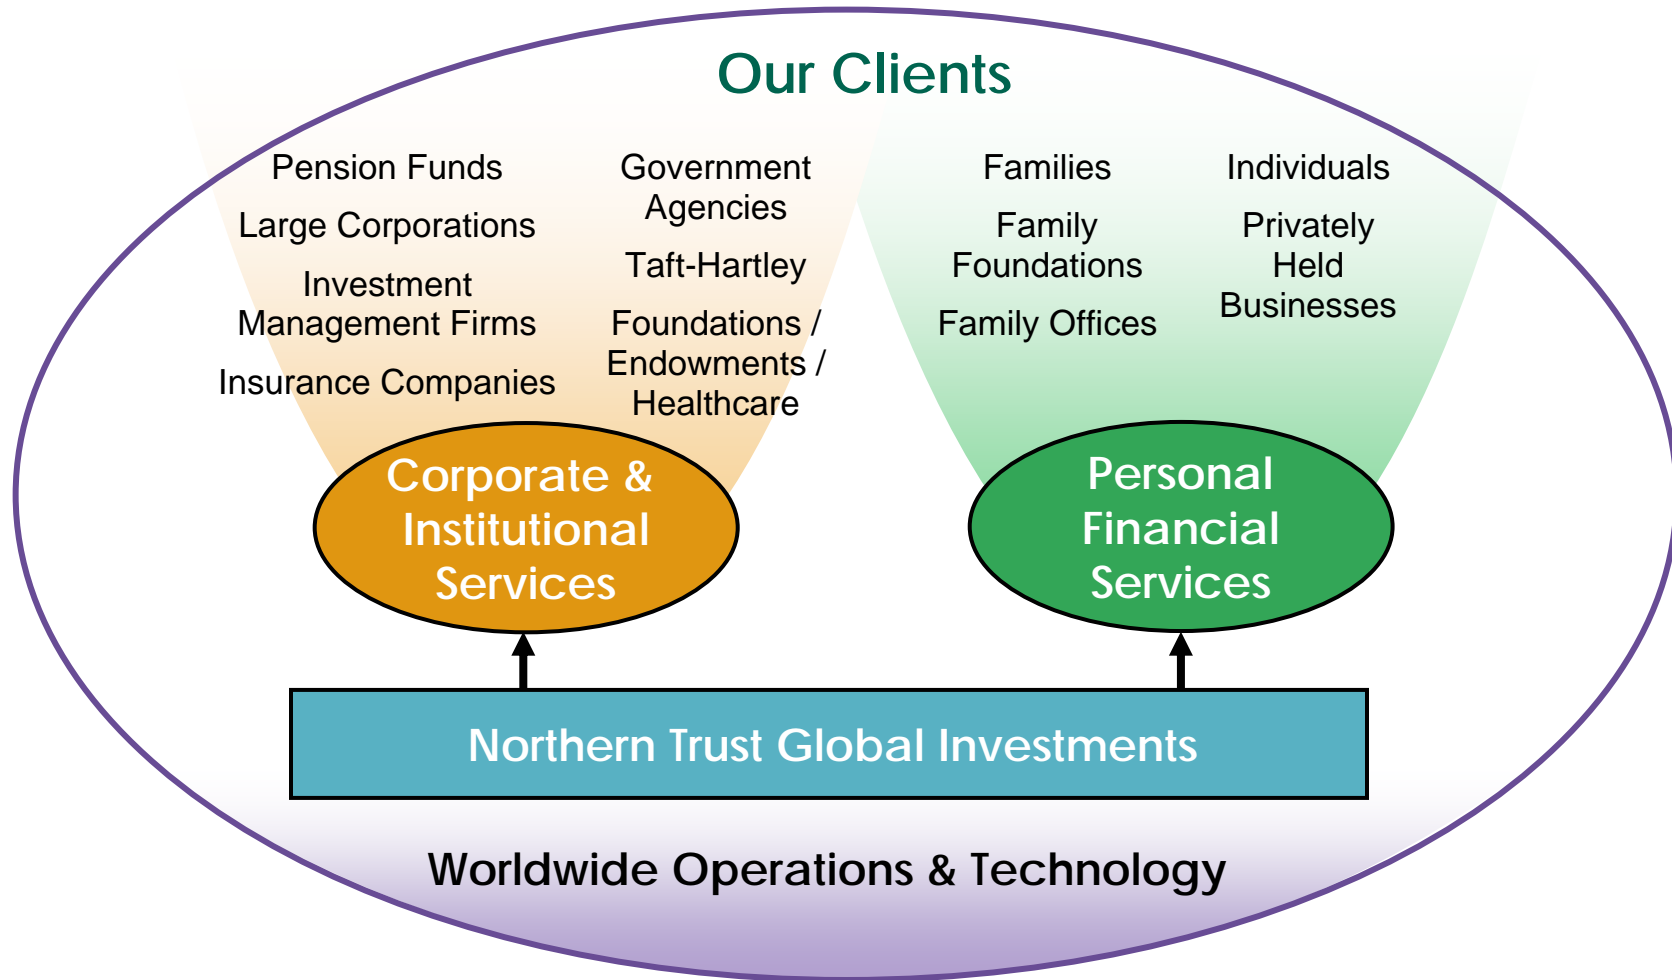 Our Clients
Pension Funds
Large Corporations
Investment
Management Firms
Insurance Companies
Government
Agencies
Taft-Hartley
Foundations /
Endowments /
Healthcare
Families
Family
Foundations
Family Offices
Individuals
Privately
Held
Businesses
Corporate &
Institutional
Services
Personal
Financial
Services
Northern Trust Global Investments
Worldwide Operations & Technology